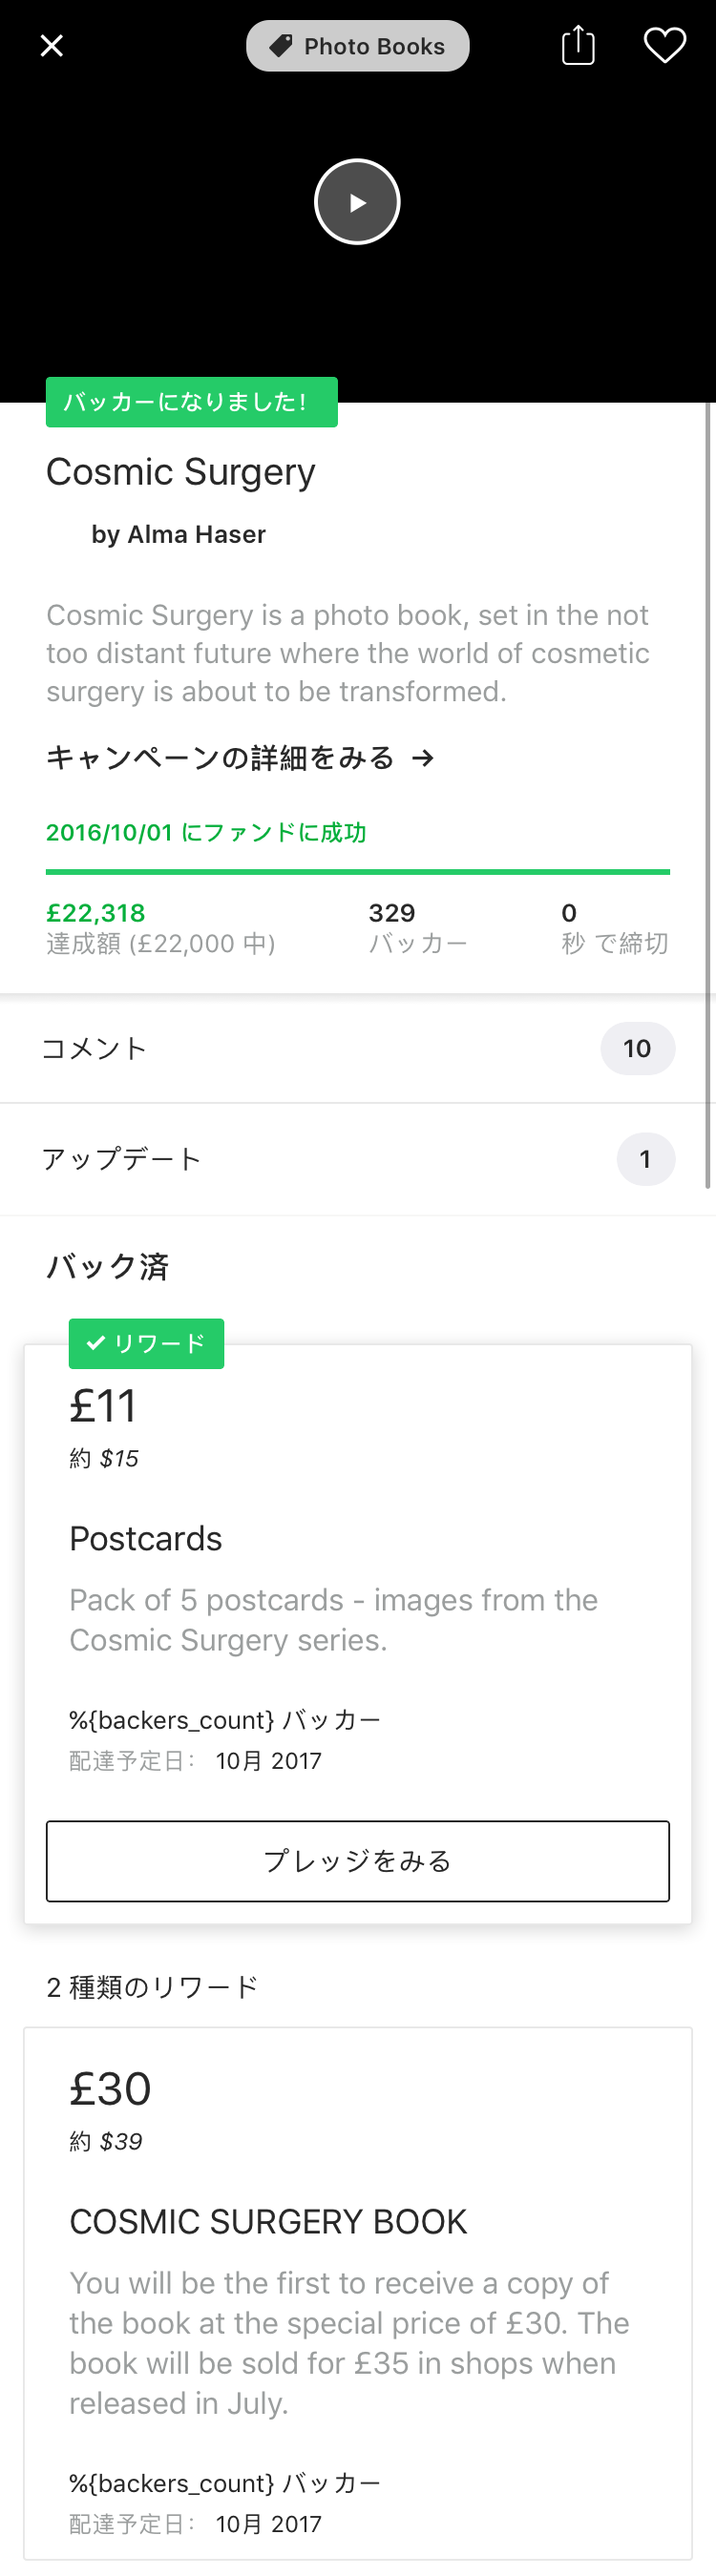 Photo Books
バッカーになりました！
Cosmic Surgery
by Alma Haser
Cosmic Surgery is a photo book, set in the not
too distant future where the world of cosmetic
surgery is about to be transformed.
キャンペーンの詳細をみる →
2016/10/01 にファンドに成功
£22,318
達成額 (£22,000 中)
329
バッカー
0
秒 で締切
コメント
10
アップデート
1
バック済
✓ リワード
£11
約 $15
Postcards
Pack of 5 postcards - images from the
Cosmic Surgery series.
%{backers_count} バッカー
配達予定日： 10月 2017
プレッジをみる
2 種類のリワード
£30
約 $39
COSMIC SURGERY BOOK
You will be the first to receive a copy of
the book at the special price of £30. The
book will be sold for £35 in shops when
released in July.
%{backers_count} バッカー
配達予定日： 10月 2017